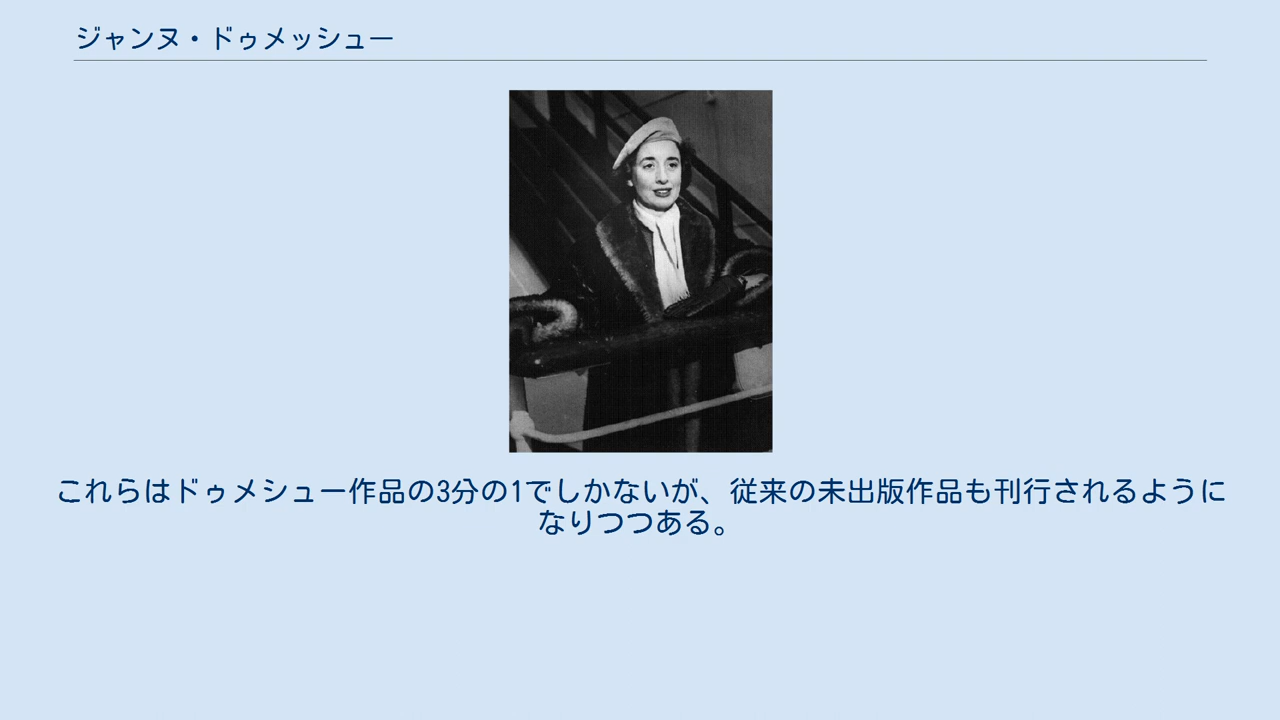 ジャンヌ・ドゥメッシュー
これらはドゥメシュー作品の3分の1でしかないが、従来の未出版作品も刊行されるように
なりつつある。